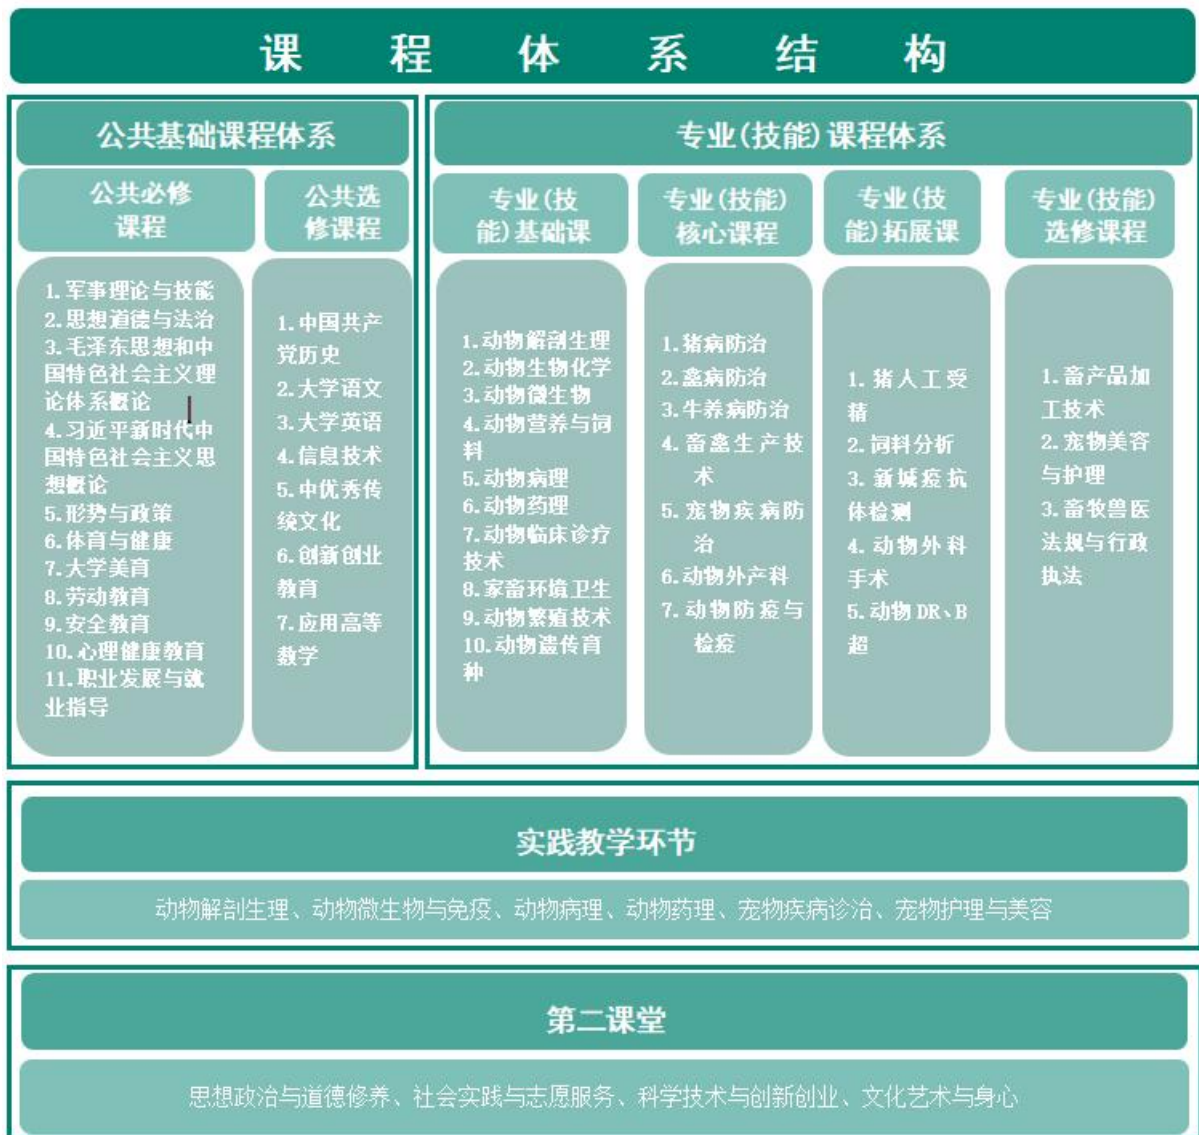 课程体系结构
公共基础课程体系
公共必修
课程
1.军事理论与技能
2.思想道德与法治
3.毛泽东思想和中
国特色社会主义理
论体系概论
4.习近平新时代中
国特色社会主义思
想概论
5.形势与政策
6.体育与健康
7.大学美育
8.劳动教育
9.安全教育
10.心理健康教育
11.职业发展与就
业指导
公共选
修课程
1.中国共产
党历史
2.大学语文
3.大学英语
4.信息技术
5.中优秀传
统文化
6.创新创业
教育
7.应用高等
数学
专业(技能)课程体系
专业(技
能)基础课
1.动物解剖生理
2.动物生物化学
3.动物微生物
4.动物营养与饲
料
5.动物病理
6.动物药理
7.动物临床诊疗
技术
8.家畜环境卫生
9.动物繁殖技术
10.动物遗传育
种
专业(技能)
核心课程
1.猪病防治
2.禽病防治
3.牛养病防治
4.畜禽生产技
术
5.宠物疾病防
治
6.动物外产科
7.动物防疫与
检疫
专业(技
能)拓展课
1.猪人工受
精
2.饲料分析
3.新城疫抗
体检测
4.动物外科
手术
5.动物DR、B
超
专业(技能)
选修课程
1.畜产品加
工技术
2.宠物美容
与护理
3.畜牧兽医
法规与行政
执法
实践教学环节
动物解剖生理、动物微生物与免疫、动物病理、动物药理、宠物疾病诊治、宠物护理与美容
第二课堂
思想政治与道德修养、社会实践与志愿服务、科学技术与创新创业、文化艺术与身心